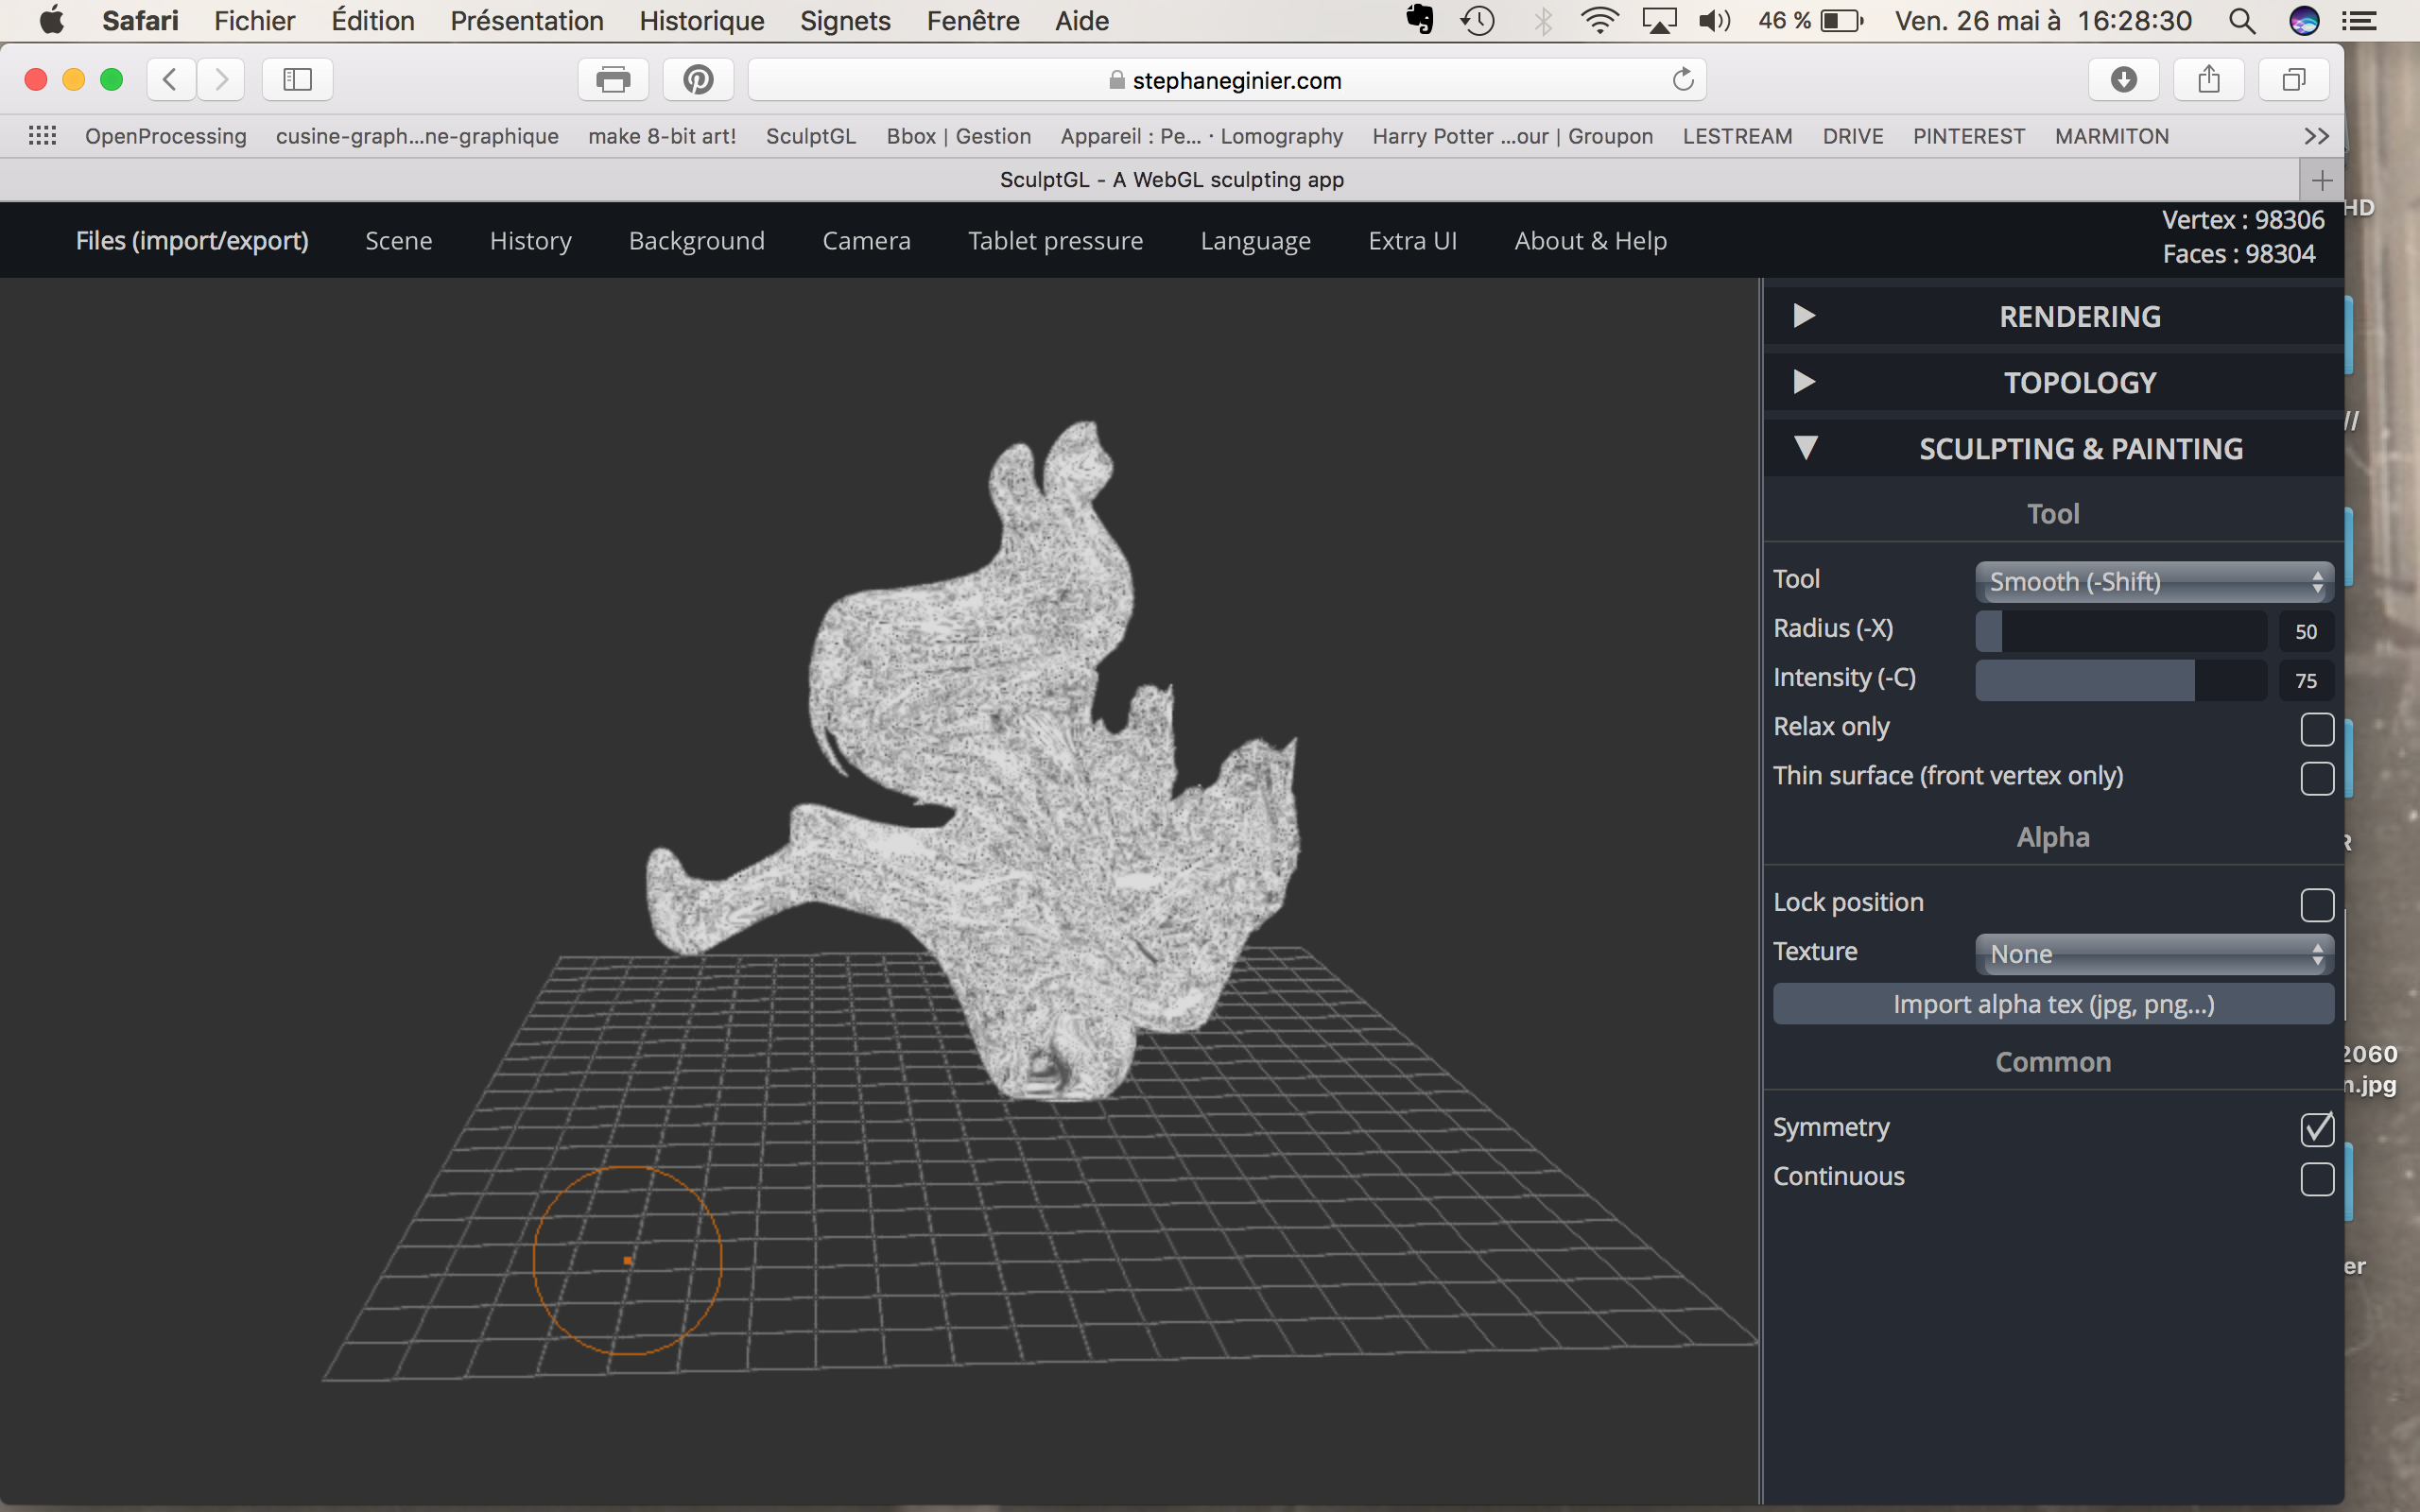 Safari Fichier Édition Présentation Historique Signets Fenêtre Aide 46 % Ven. 26 mai à 16:28:30
stephaneginier.com
OpenProcessing cusine-graph...ne-graphique make 8-bit art! SculptGL Bbox | Gestion Appareil : Pe... · Lomography Harry Potter ...our | Groupon LESTREAM DRIVE PINTEREST MARMITON >>
SculptGL - A WebGL sculpting app
HD
Files (import/export) Scene History Background Camera Tablet pressure Language Extra UI About & Help
Vertex : 98306
Faces : 98304
RENDERING
TOPOLOGY
//
SCULPTING & PAINTING
Tool
Tool Smooth (-Shift)
Radius (-X) 50
Intensity (-C) 75
Relax only
Thin surface (front vertex only)
Alpha
Lock position
Texture None
Import alpha tex (jpg, png...)
Common
2060
n.jpg
Symmetry
Continuous
er